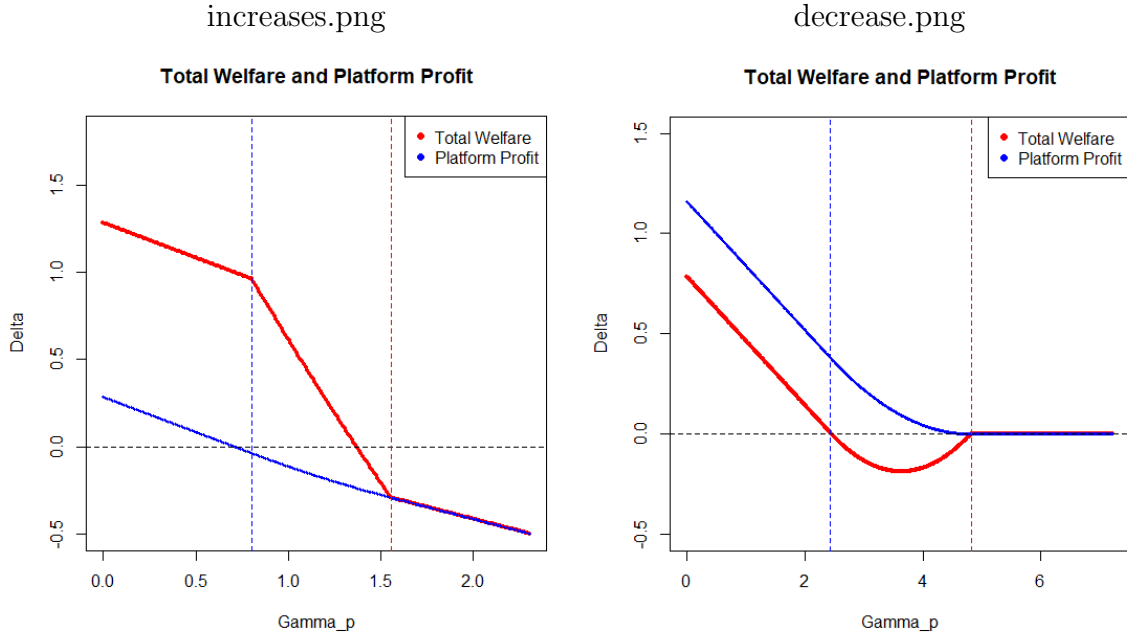 increases.png
Total Welfare and Platform Profit
Total Welfare
Platform Profit
1.5
1.0
0.5
0.0
-0.5
Delta
0.0 0.5 1.0 1.5 2.0
Gamma_p
decrease.png
Total Welfare and Platform Profit
Total Welfare
Platform Profit
1.5
1.0
0.5
0.0
-0.5
Delta
0 2 4 6
Gamma_p